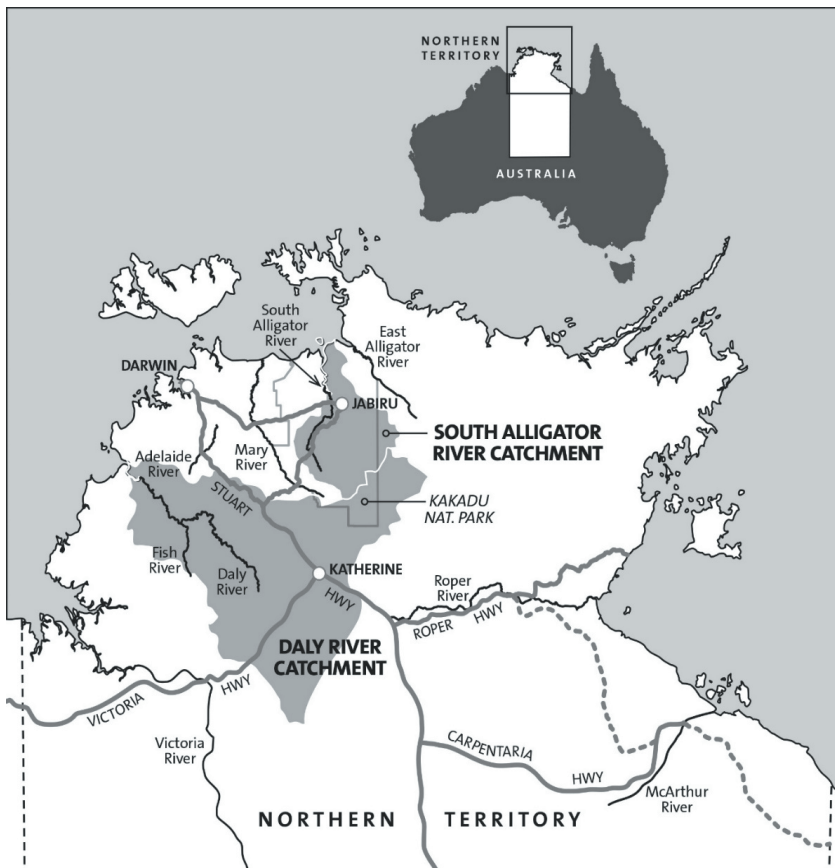 NORTHERN
TERRITORY
AUSTRALIA
South
Alligator
River
East
Alligator
River
DARWIN
JABIRU
SOUTH ALLIGATOR
RIVER CATCHMENT
Adelaide
River
Mary
River
STUART
KAKADU
NAT. PARK
Fish
River
Daly
River
KATHERINE
HWY
Roper
River
ROPER
HWY
DALY RIVER
CATCHMENT
VICTORIA
HWY
Victoria
River
CARPENTARIA
HWY
McArthur
River
NORTHERN TERRITORY